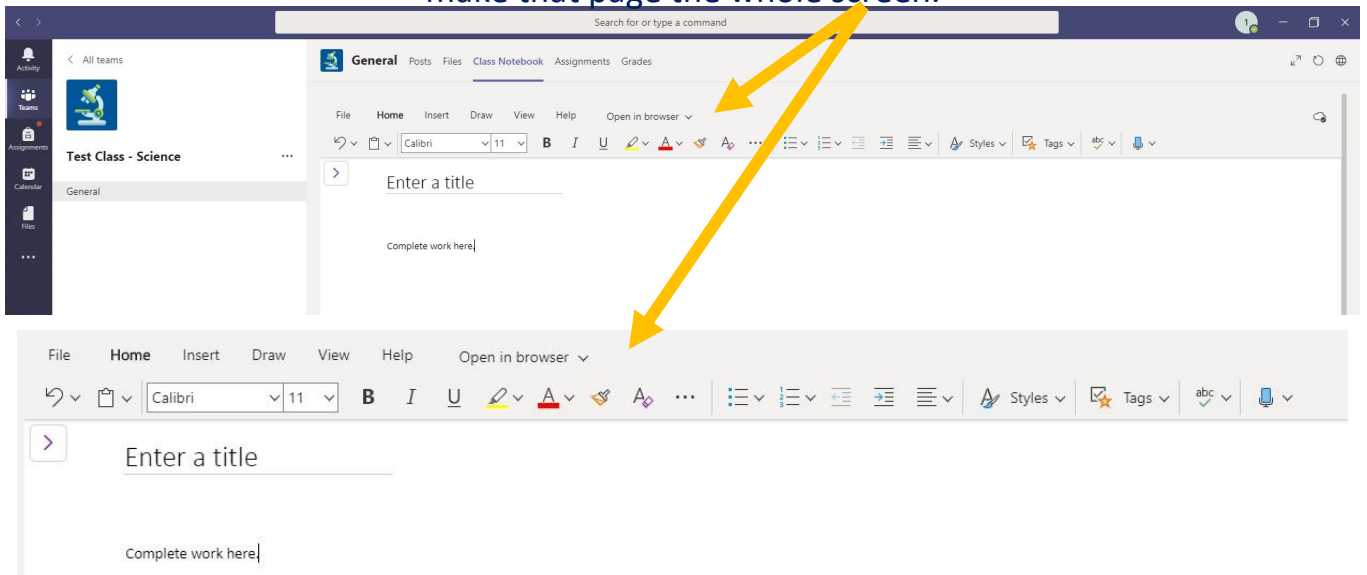 make that page the whole screen.
Search for or type a command
1
Activity
Teams
Assignments
Calendar
Files
All teams
Test Class - Science
General
General Posts Files Class Notebook Assignments Grades
File Home Insert Draw View Help Open in browser
Calibri 11 B I U A A Styles Tags abc
Enter a title
Complete work here.
File Home Insert Draw View Help Open in browser
Calibri 11 B I U A A Styles Tags abc
Enter a title
Complete work here.